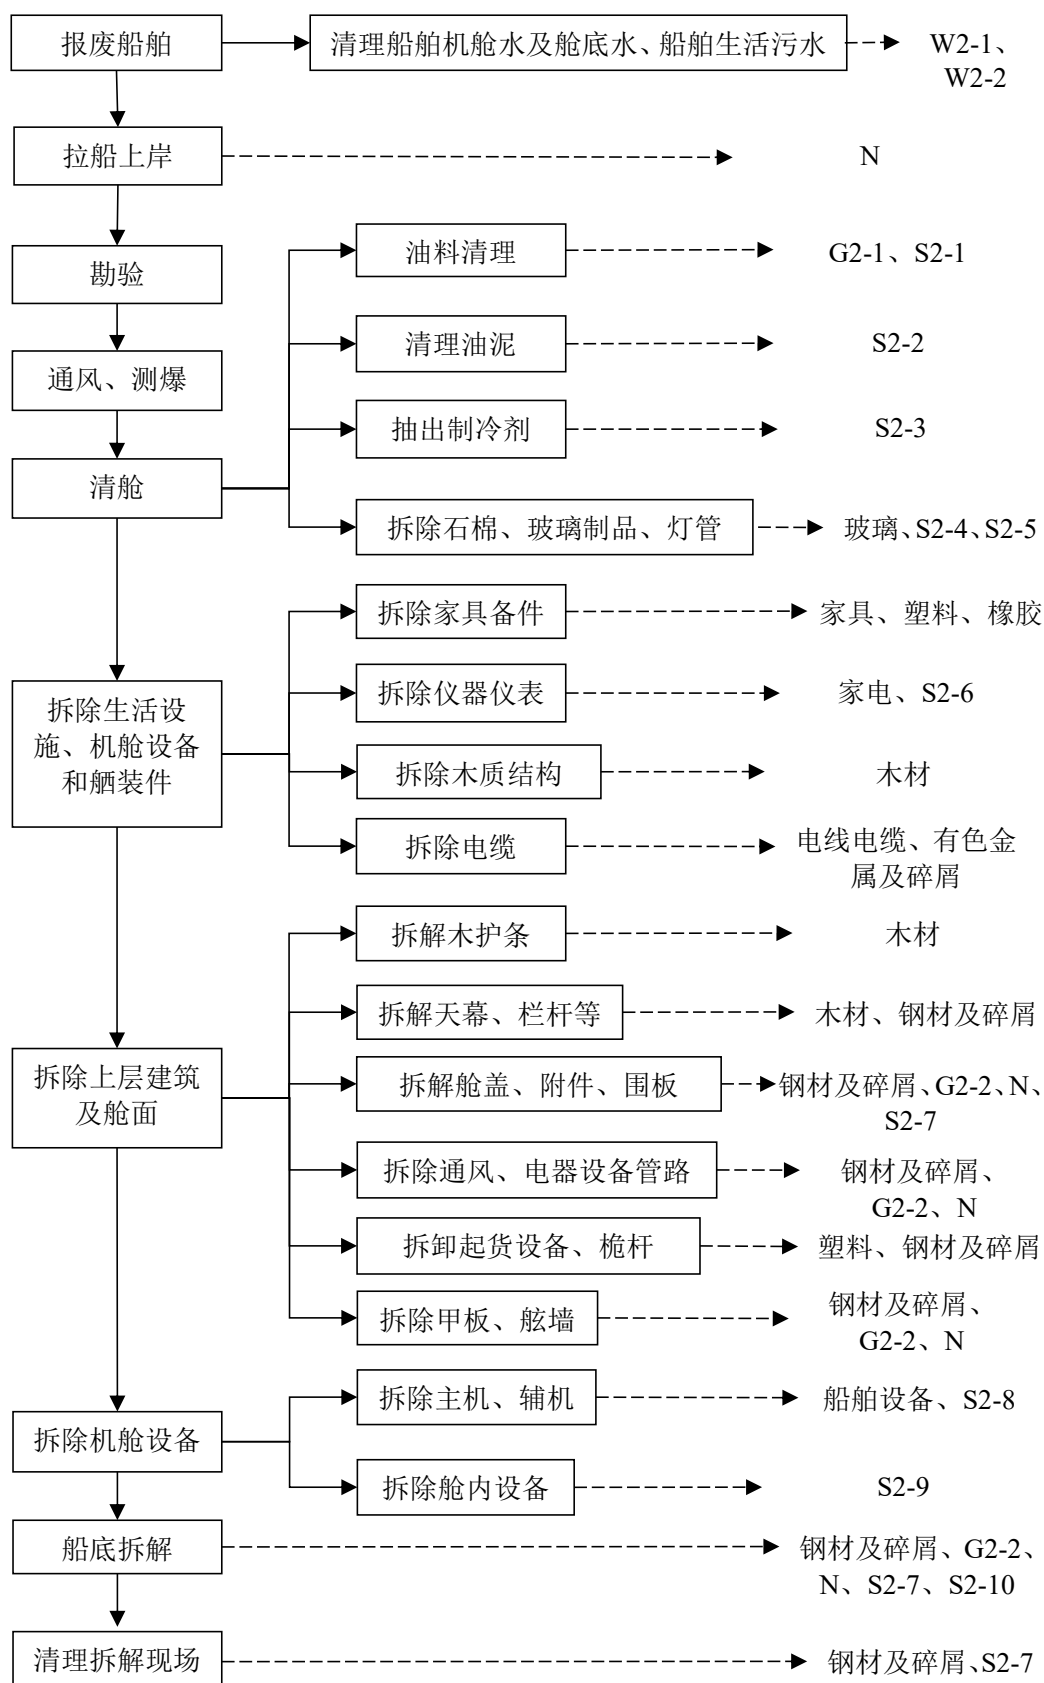 报废船舶
清理船舶机舱水及舱底水、船舶生活污水
W2-1、
W2-2
拉船上岸
N
勘验
油料清理
G2-1、S2-1
通风、测爆
清理油泥
S2-2
抽出制冷剂
S2-3
清舱
拆除石棉、玻璃制品、灯管
玻璃、S2-4、S2-5
拆除生活设
施、机舱设备
和舾装件
拆除家具备件
家具、塑料、橡胶
拆除仪器仪表
家电、S2-6
拆除木质结构
木材
拆除电缆
电线电缆、有色金
属及碎屑
拆除上层建筑
及舱面
拆解木护条
木材
拆解天幕、栏杆等
木材、钢材及碎屑
拆解舱盖、附件、围板
钢材及碎屑、G2-2、N、
S2-7
拆除通风、电器设备管路
钢材及碎屑、
G2-2、N
拆卸起货设备、桅杆
塑料、钢材及碎屑
拆除甲板、舷墙
钢材及碎屑、
G2-2、N
拆除机舱设备
拆除主机、辅机
船舶设备、S2-8
拆除舱内设备
S2-9
船底拆解
钢材及碎屑、G2-2、
N、S2-7、S2-10
清理拆解现场
钢材及碎屑、S2-7